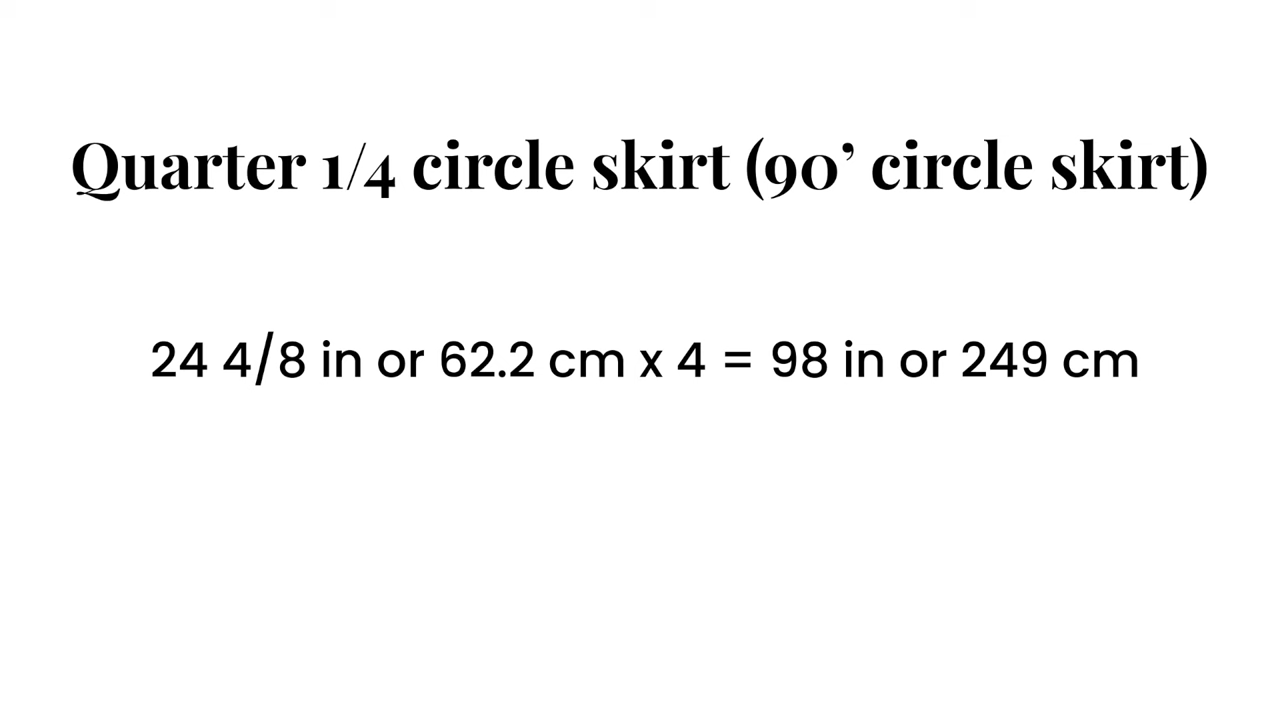 Quarter 1/4 circle skirt (90’ circle skirt)
24 4/8 in or 62.2 cm x 4 = 98 in or 249 cm